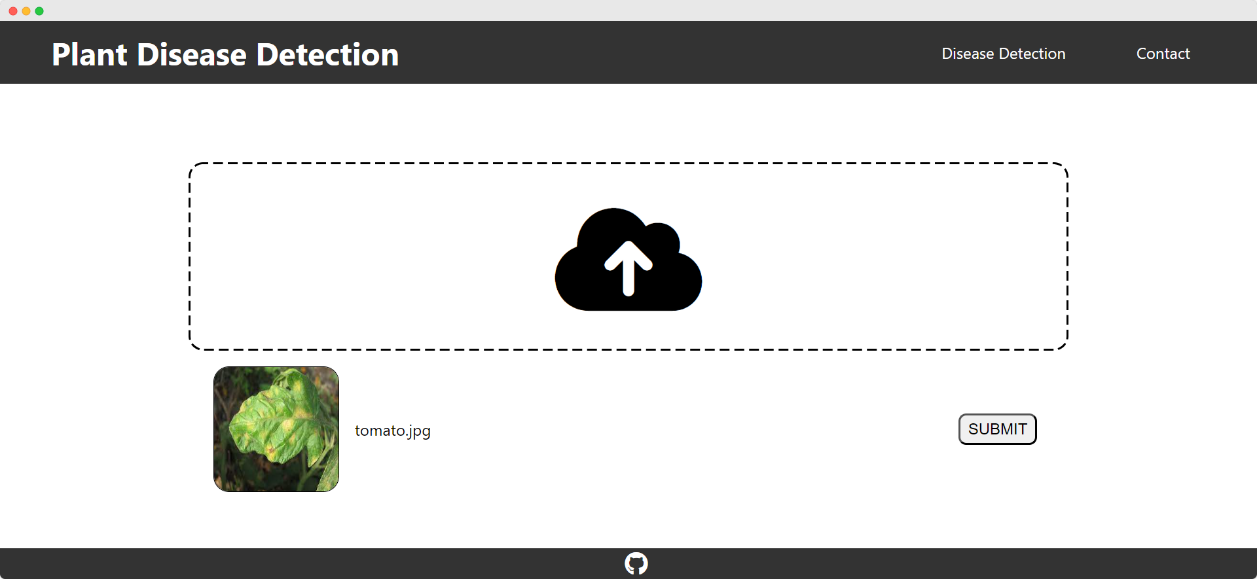 Plant Disease Detection
Disease Detection
Contact
tomato.jpg
SUBMIT